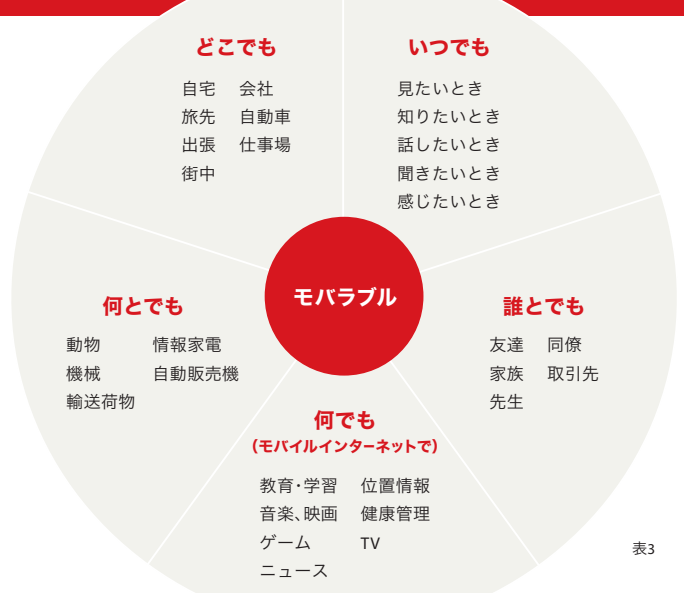 どこでも
自宅 会社
旅先 自動車
出張 仕事場
街中
いつでも
見たいとき
知りたいとき
話したいとき
聞きたいとき
感じたいとき
モバラブル
何とでも
動物 情報家電
機械 自動販売機
輸送荷物
誰とでも
友達 同僚
家族 取引先
先生
何でも
(モバイルインターネットで)
教育・学習 位置情報
音楽、映画 健康管理
ゲーム TV
ニュース
表3